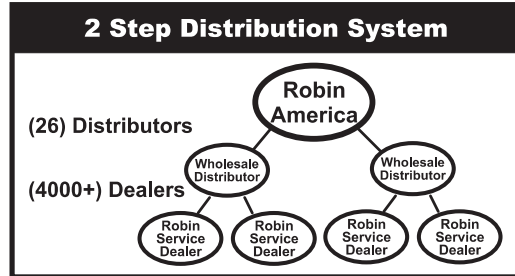 2 Step Distribution System
Robin
America
(26) Distributors
Wholesale
Distributor
Wholesale
Distributor
(4000+) Dealers
Robin
Service
Dealer
Robin
Service
Dealer
Robin
Service
Dealer
Robin
Service
Dealer